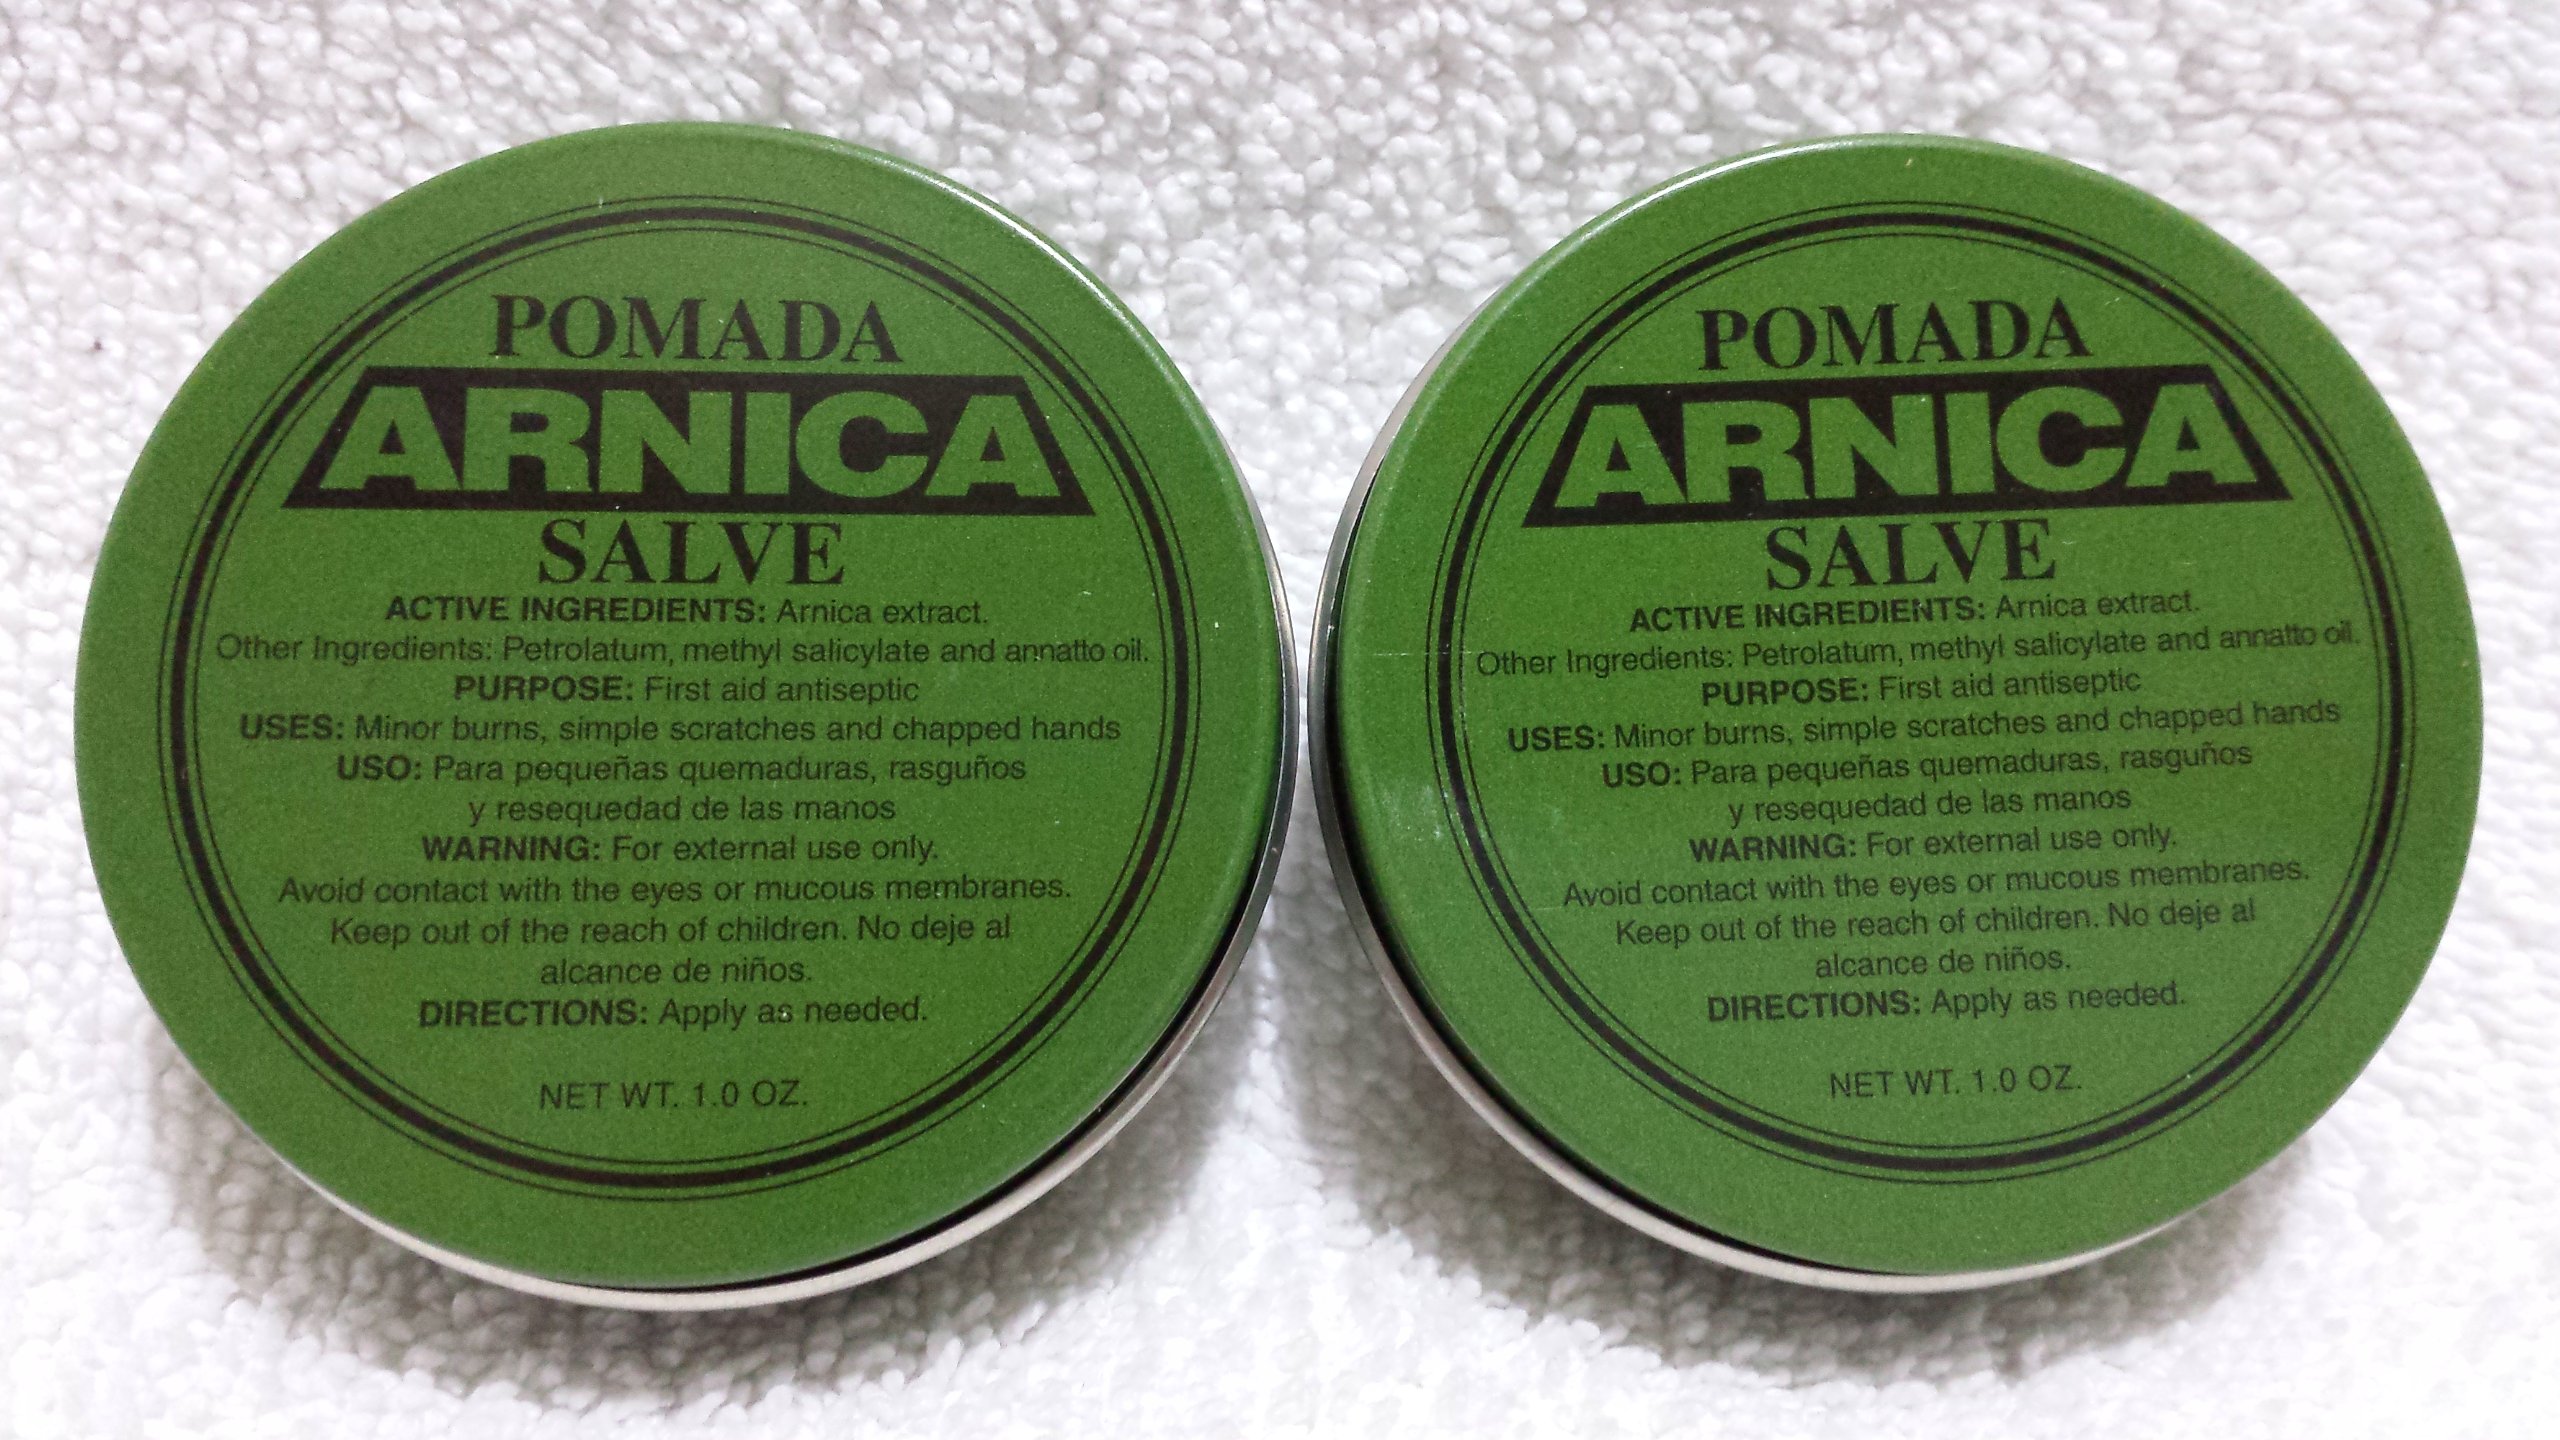 POMADA
ARNICA
SALVE
ACTIVE INGREDIENTS: Arnica extract.
Other Ingredients: Petrolatum, methyl salicylate and annatto oil.
PURPOSE: First aid antiseptic
USES: Minor burns, simple scratches and chapped hands
USO: Para pequeñas quemaduras, rasguños
y resequedad de las manos
WARNING: For external use only.
Avoid contact with the eyes or mucous membranes.
Keep out of the reach of children. No deje al
alcance de niños.
DIRECTIONS: Apply as needed.
NET WT. 1.0 OZ.
POMADA
ARNICA
SALVE
ACTIVE INGREDIENTS: Arnica extract.
Other Ingredients: Petrolatum, methyl salicylate and annatto oil.
PURPOSE: First aid antiseptic
USES: Minor burns, simple scratches and chapped hands
USO: Para pequeñas quemaduras, rasguños
y resequedad de las manos
WARNING: For external use only.
Avoid contact with the eyes or mucous membranes.
Keep out of the reach of children. No deje al
alcance de niños.
DIRECTIONS: Apply as needed.
NET WT. 1.0 OZ.